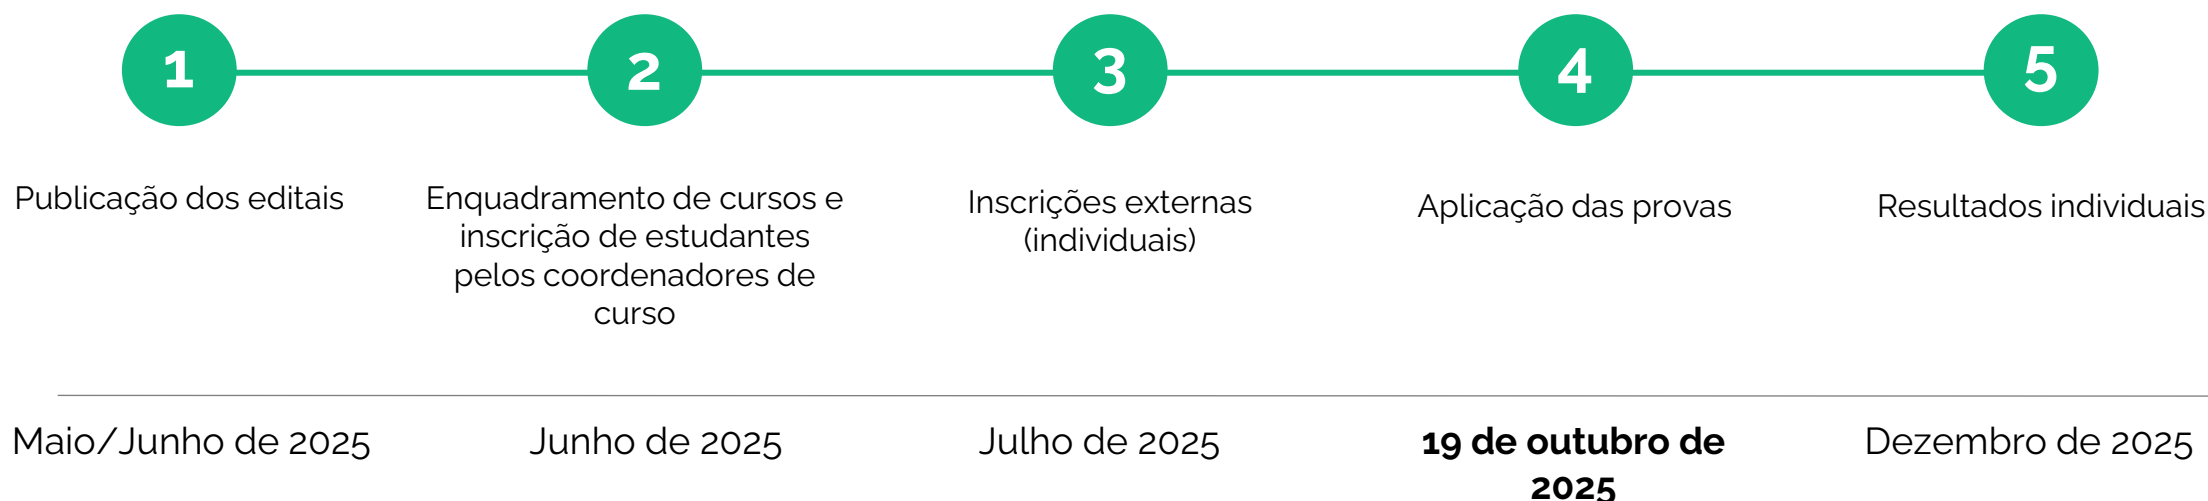 1
2
3
4
5
Publicação dos editais
Enquadramento de cursos e
inscrição de estudantes
pelos coordenadores de
curso
Inscrições externas
(individuais)
Aplicação das provas
Resultados individuais
Maio/Junho de 2025
Junho de 2025
Julho de 2025
19 de outubro de
2025
Dezembro de 2025